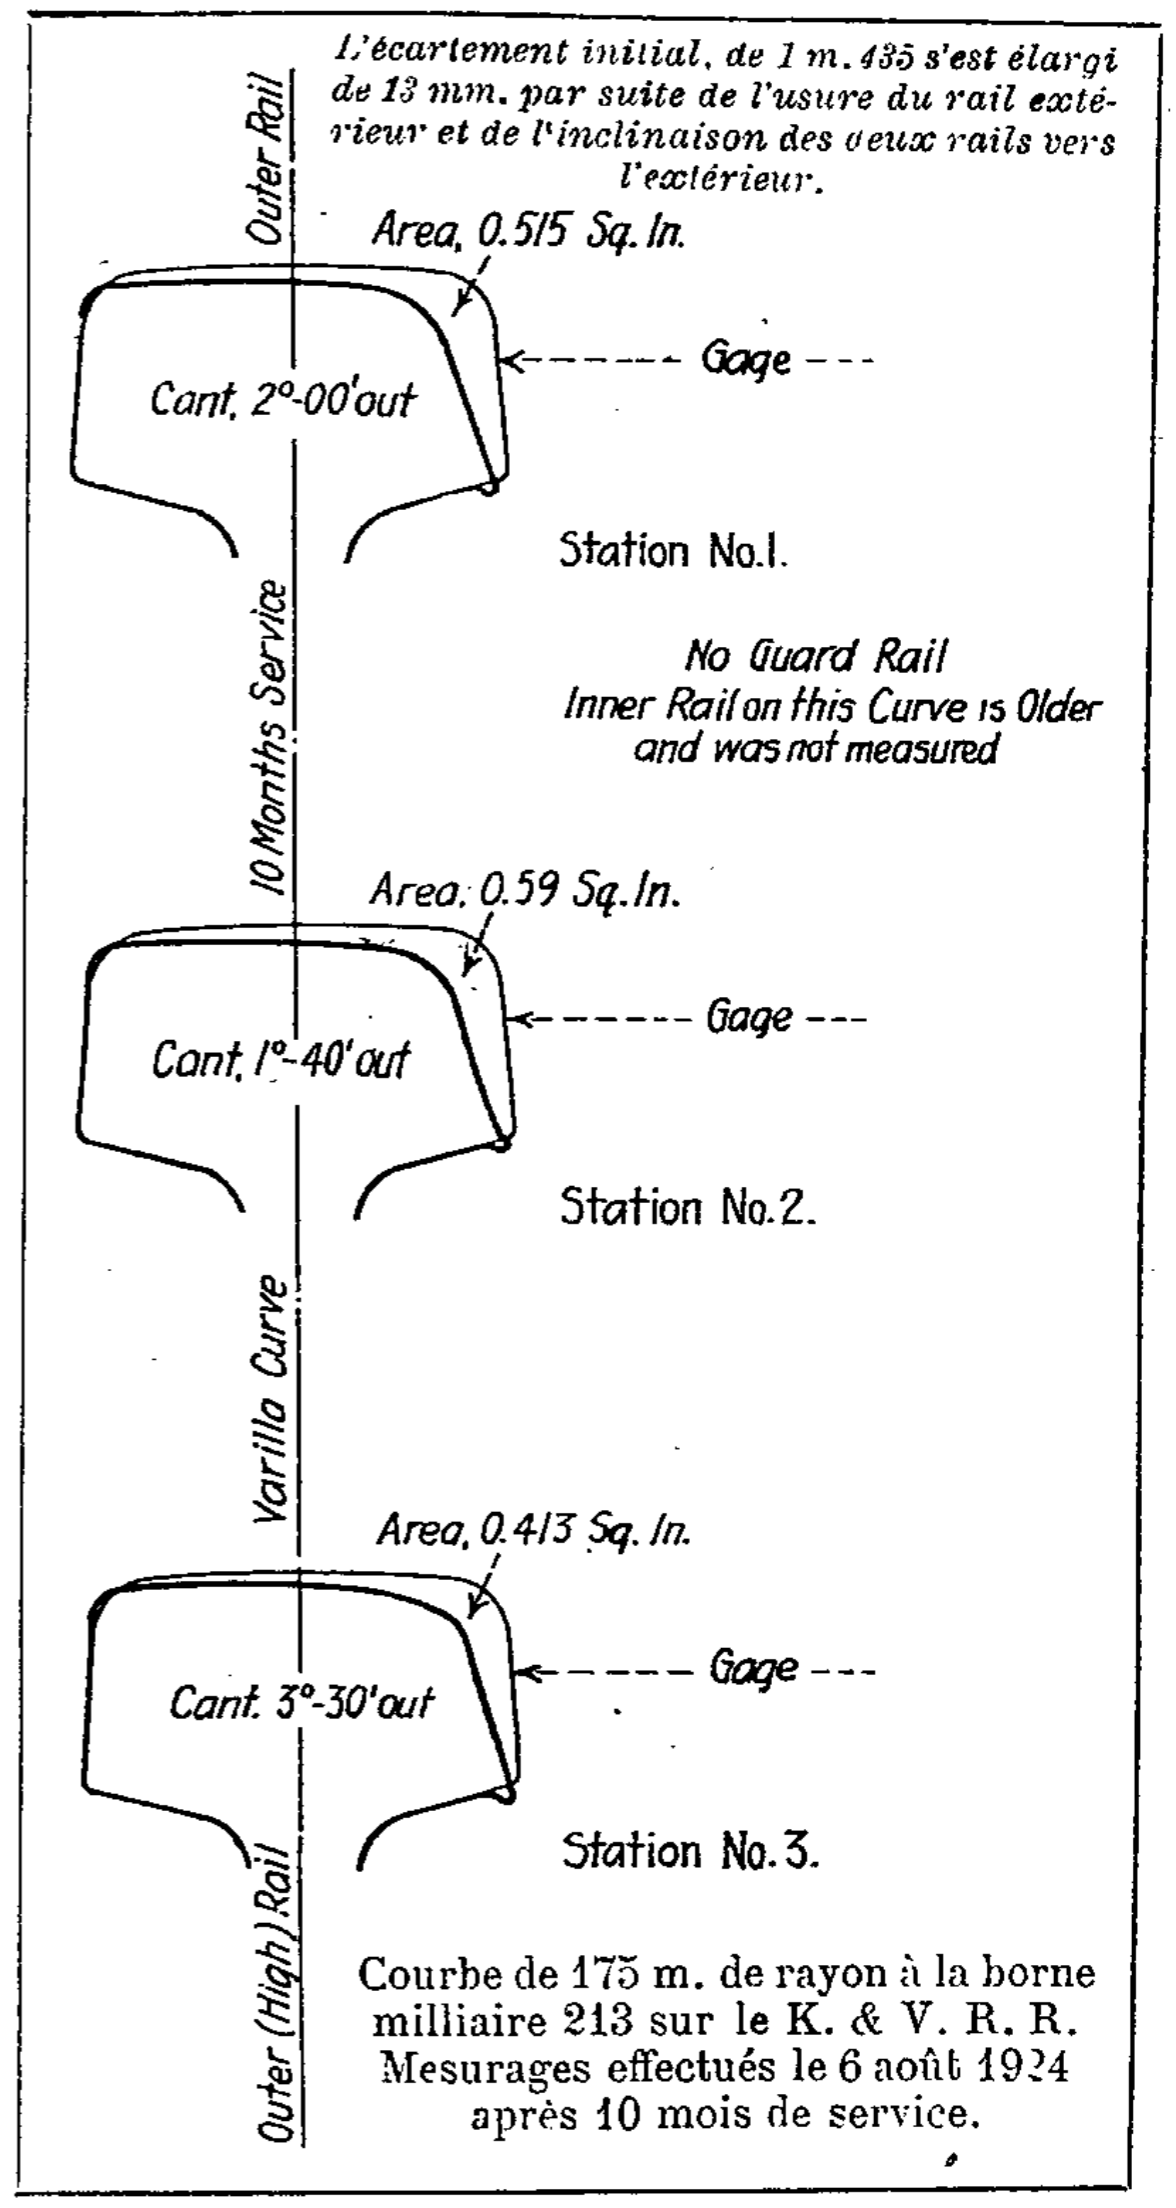 L'écartement initial, de 1 m. 435 s'est élargi
de 13 mm. par suite de l'usure du rail exté-
rieur et de l'inclinaison des deux rails vers
l'extérieur.
Outer Rail
Area, 0.515 Sq. In.
Gage
Cant. 2°-00' out
Station No.1.
10 Months Service
No Guard Rail
Inner Rail on this Curve is Older
and was not measured
Area, 0.59 Sq. In.
Gage
Cant. 1°-40' out
Station No.2.
Varilla Curve
Area, 0.413 Sq. In.
Gage
Cant. 3°-30' out
Station No.3.
Outer (High) Rail
Courbe de 175 m. de rayon à la borne
milliaire 213 sur le K. & V. R. R.
Mesurages effectués le 6 août 1924
après 10 mois de service.